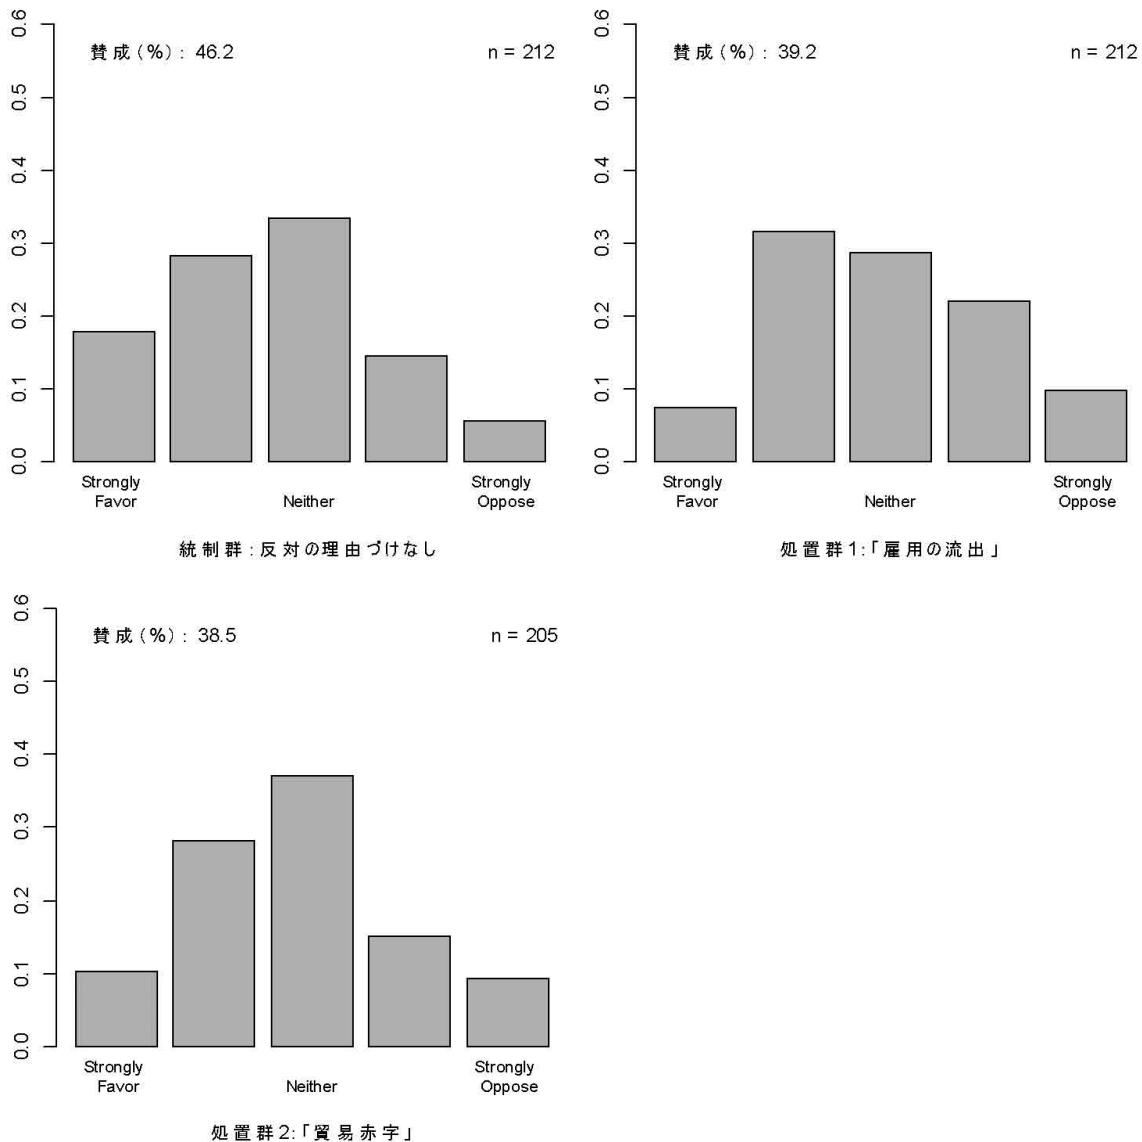 賛成(%): 46.2
n = 212
0.6
0.5
0.4
0.3
0.2
0.1
0.0
Strongly
Favor
Neither
Strongly
Oppose
統制群:反対の理由づけなし
賛成(%): 39.2
n = 212
0.6
0.5
0.4
0.3
0.2
0.1
0.0
Strongly
Favor
Neither
Strongly
Oppose
処置群1:「雇用の流出」
賛成(%): 38.5
n = 205
0.6
0.5
0.4
0.3
0.2
0.1
0.0
Strongly
Favor
Neither
Strongly
Oppose
処置群2:「貿易赤字」